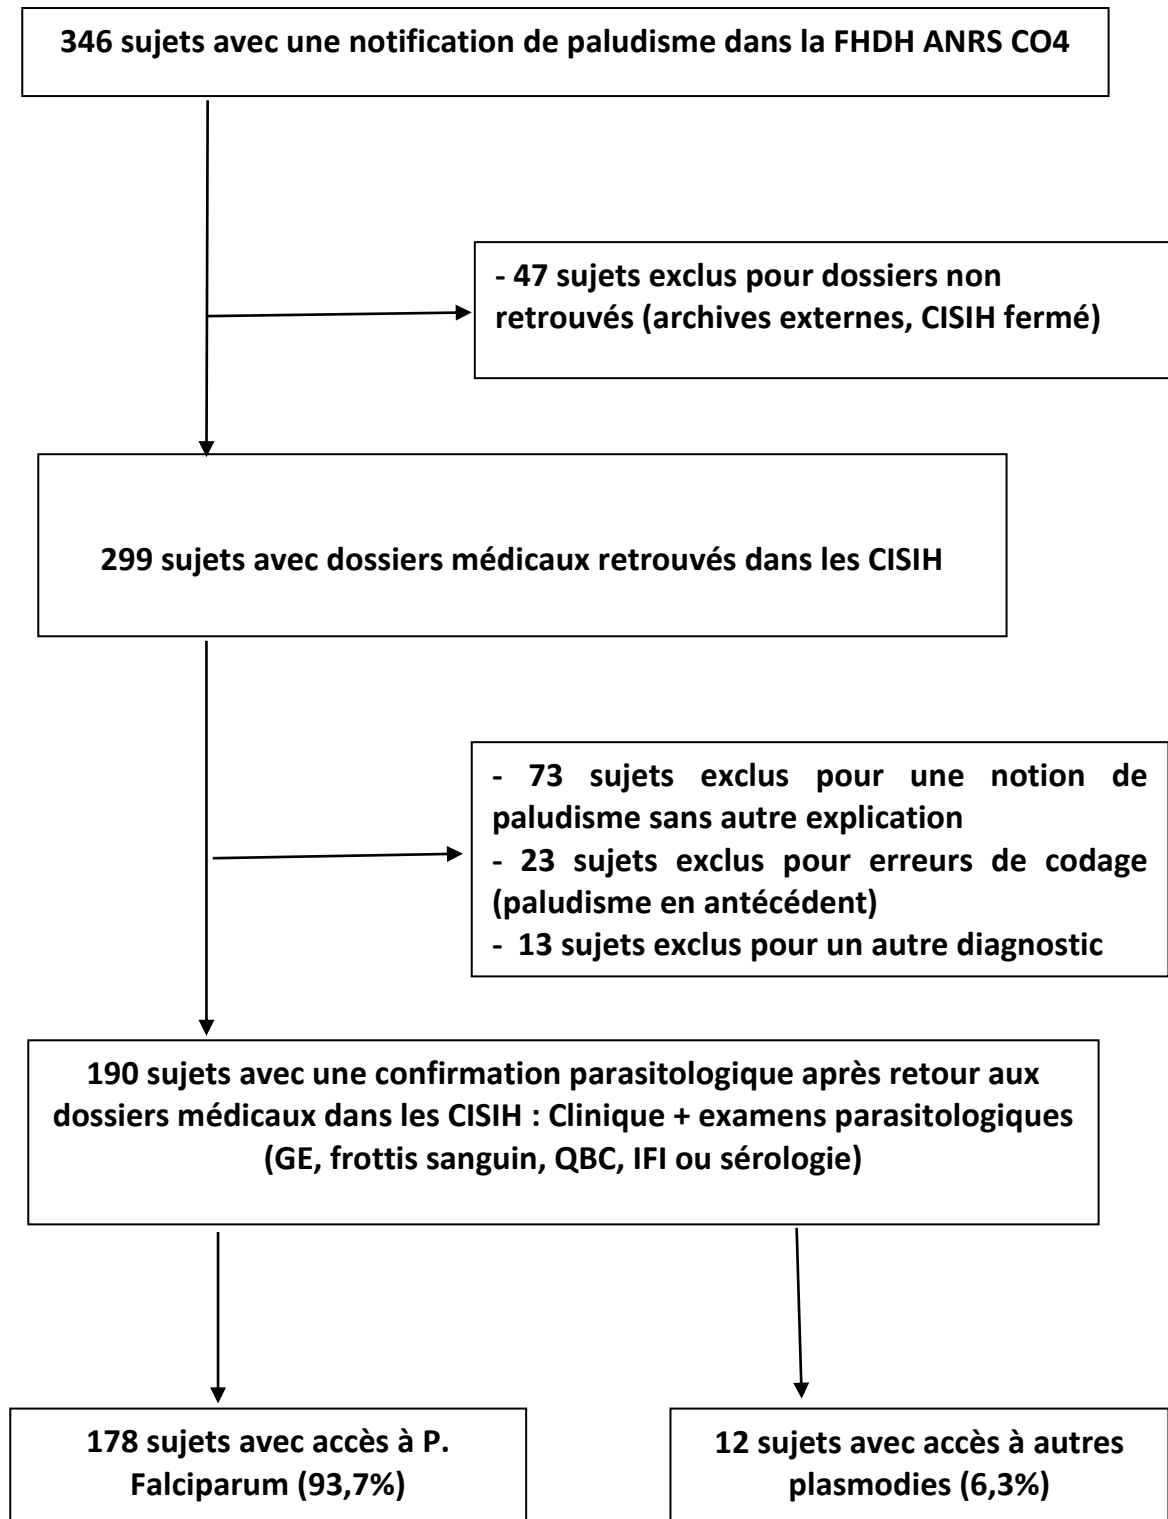 346 sujets avec une notification de paludisme dans la FHDH ANRS CO4
- 47 sujets exclus pour dossiers non
retrouvés (archives externes, CISIH fermé)
299 sujets avec dossiers médicaux retrouvés dans les CISIH
- 73 sujets exclus pour une notion de
paludisme sans autre explication
- 23 sujets exclus pour erreurs de codage
(paludisme en antécédent)
- 13 sujets exclus pour un autre diagnostic
190 sujets avec une confirmation parasitologique après retour aux
dossiers médicaux dans les CISIH : Clinique + examens parasitologiques
(GE, frottis sanguin, QBC, IFI ou sérologie)
178 sujets avec accès à P.
Falciparum (93,7%)
12 sujets avec accès à autres
plasmodies (6,3%)